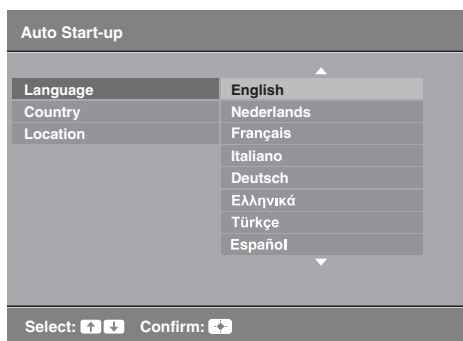 Auto Start-up
Language
Country
Location
English
Nederlands
Français
Italiano
Deutsch
Ελληνικά
Türkçe
Español
Select: Confirm: